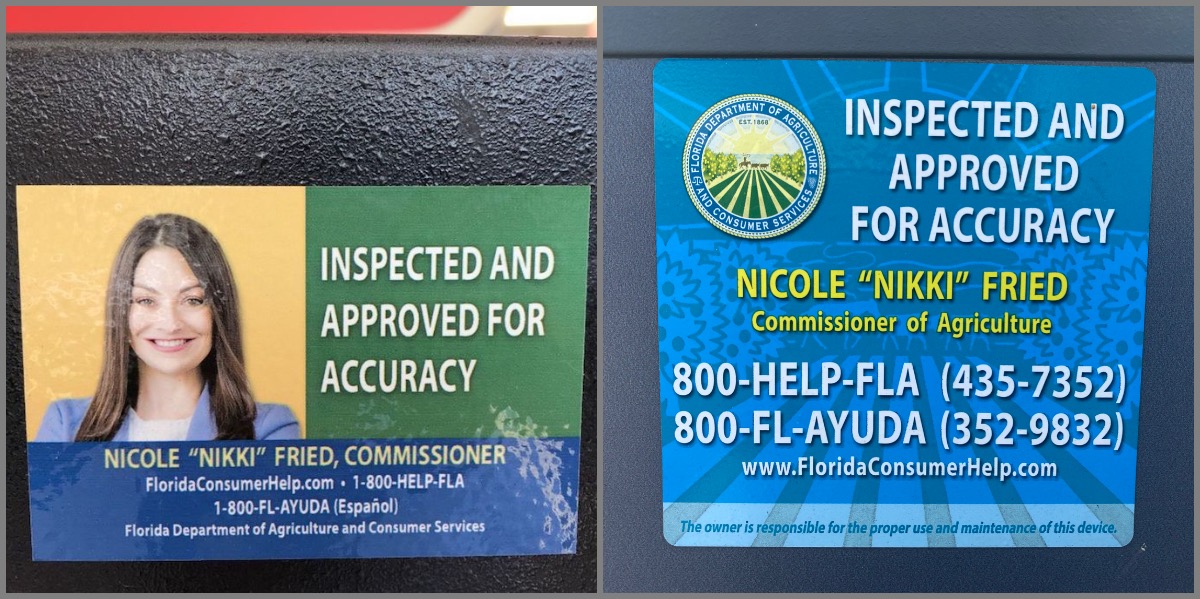 INSPECTED AND
APPROVED FOR
ACCURACY
NICOLE “NIKKI” FRIED, COMMISSIONER
FloridaConsumerHelp.com • 1-800-HELP-FLA
1-800-FL-AYUDA (Español)
Florida Department of Agriculture and Consumer Services
FLORIDA DEPARTMENT OF AGRICULTURE
EST. 1868
AND CONSUMER SERVICES
INSPECTED AND
APPROVED
FOR ACCURACY
NICOLE “NIKKI” FRIED
Commissioner of Agriculture
800-HELP-FLA (435-7352)
800-FL-AYUDA (352-9832)
www.FloridaConsumerHelp.com
The owner is responsible for the proper use and maintenance of this device.